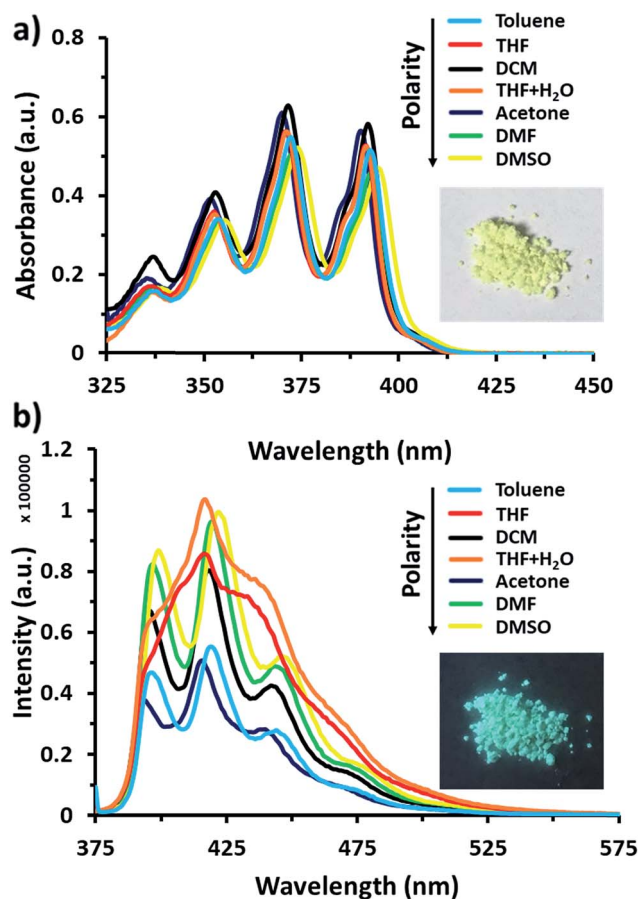 a)
Absorbance (a.u.)
0.8
0.6
0.4
0.2
0
325 350 375 400 425 450
Wavelength (nm)
Polarity
Toluene
THF
DCM
THF+H₂O
Acetone
DMF
DMSO
b)
Intensity (a.u.)
x 100000
1.2
1
0.8
0.6
0.4
0.2
0
375 425 475 525 575
Wavelength (nm)
Polarity
Toluene
THF
DCM
THF+H₂O
Acetone
DMF
DMSO